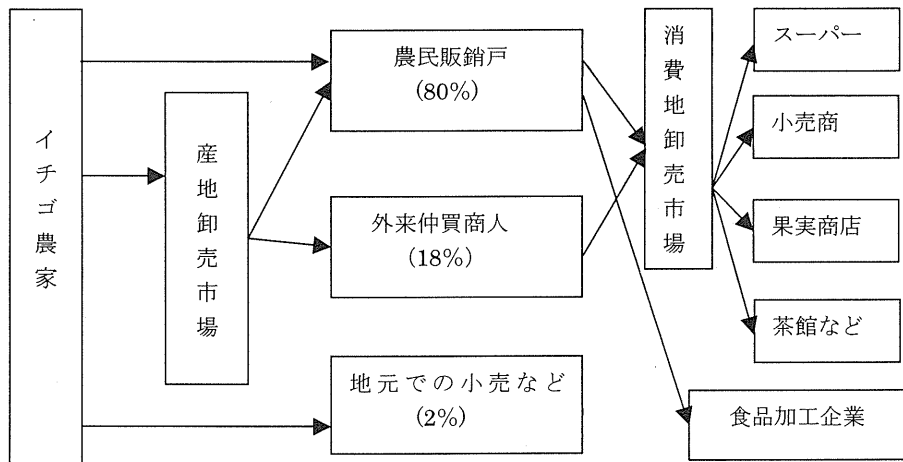 イチゴ農家
産地卸売市場
農民販銷戸
(80%)
外来仲買商人
(18%)
地元での小売など
(2%)
消費地卸売市場
スーパー
小売商
果実商店
茶館など
食品加工企業